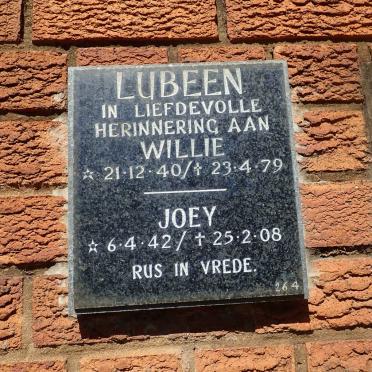 LUBEEN
IN LIEFDEVOLLE
HERINNERING AAN
WILLIE
☆ 21·12·40/✝ 23·4·79
JOEY
☆ 6·4·42/✝ 25·2·08
RUS IN VREDE.
264